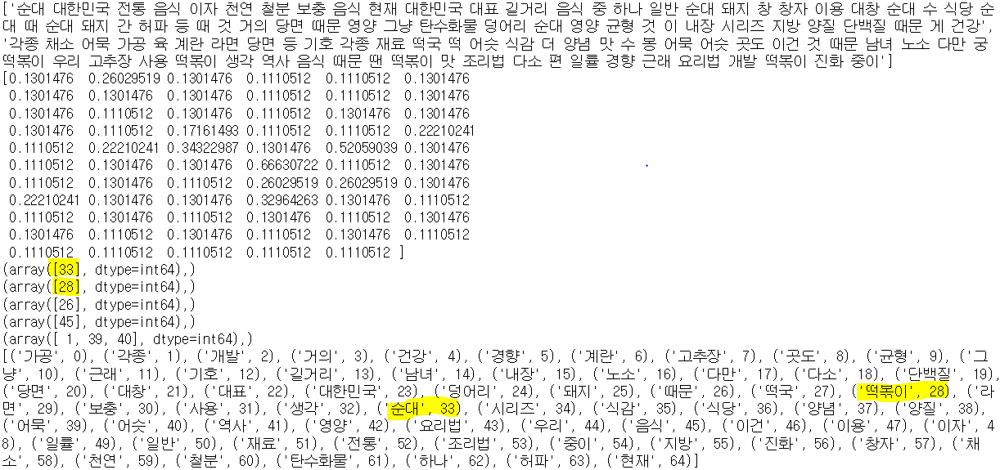 ['순대 대한민국 전통 음식 이자 천연 철분 보충 음식 현재 대한민국 대표 길거리 음식 중 하나 일반 순대 돼지 창 창자 이용 대창 순대 수 식당 순
대 때 순대 돼지 간 허파 등 때 것 거의 당면 때문 영양 그냥 탄수화물 덩어리 순대 영양 균형 것 이 내장 시리즈 지방 양질 단백질 때문 게 건강',
'각종 채소 어묵 가공 육 계란 라면 당면 등 기호 각종 재료 떡국 떡 어슷 식감 더 양념 맛 수 봉 어묵 어슷 곳도 이건 것 때문 남녀 노소 다만 궁
떡볶이 우리 고추장 사용 떡볶이 생각 역사 음식 때문 땐 떡볶이 맛 조리법 다소 편 일률 경향 근래 요리법 개발 떡볶이 진화 중이']
[0.1301476 0.26029519 0.1301476 0.1110512 0.1110512 0.1301476
0.1301476 0.1301476 0.1301476 0.1110512 0.1110512 0.1301476
0.1301476 0.1110512 0.1301476 0.1110512 0.1301476 0.1301476
0.1301476 0.1110512 0.17161493 0.1110512 0.1110512 0.22210241
0.1110512 0.22210241 0.34322987 0.1301476 0.52059039 0.1301476
0.1110512 0.1301476 0.1301476 0.66630722 0.1110512 0.1301476
0.1110512 0.1301476 0.1110512 0.26029519 0.26029519 0.1301476
0.22210241 0.1301476 0.1301476 0.32964263 0.1301476 0.1110512
0.1110512 0.1301476 0.1110512 0.1301476 0.1110512 0.1301476
0.1301476 0.1110512 0.1301476 0.1110512 0.1301476 0.1110512
0.1110512 0.1110512 0.1110512 0.1110512 0.1110512 ]
(array([33], dtype=int64),)
(array([28], dtype=int64),)
(array([26], dtype=int64),)
(array([45], dtype=int64),)
(array([ 1, 39, 40], dtype=int64),)
[('가공', 0), ('각종', 1), ('개발', 2), ('거의', 3), ('건강', 4), ('경향', 5), ('계란', 6), ('고추장', 7), ('곳도', 8), ('균형', 9), ('그
냥', 10), ('근래', 11), ('기호', 12), ('길거리', 13), ('남녀', 14), ('내장', 15), ('노소', 16), ('다만', 17), ('다소', 18), ('단백질', 19),
('당면', 20), ('대창', 21), ('대표', 22), ('대한민국', 23), ('덩어리', 24), ('돼지', 25), ('때문', 26), ('떡국', 27), ('떡볶이', 28), ('라
면', 29), ('보충', 30), ('사용', 31), ('생각', 32), ('순대', 33), ('시리즈', 34), ('식감', 35), ('식당', 36), ('양념', 37), ('양질', 38),
('어묵', 39), ('어슷', 40), ('역사', 41), ('영양', 42), ('요리법', 43), ('우리', 44), ('음식', 45), ('이건', 46), ('이용', 47), ('이자', 4
8), ('일률', 49), ('일반', 50), ('재료', 51), ('전통', 52), ('조리법', 53), ('중이', 54), ('지방', 55), ('진화', 56), ('창자', 57), ('채
소', 58), ('천연', 59), ('철분', 60), ('탄수화물', 61), ('하나', 62), ('허파', 63), ('현재', 64)]